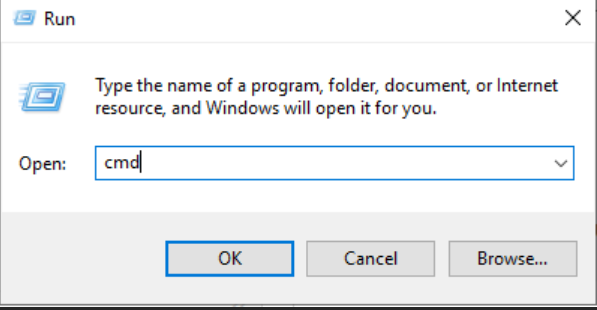 Run
Type the name of a program, folder, document, or Internet
resource, and Windows will open it for you.
Open: cmd
OK Cancel Browse...